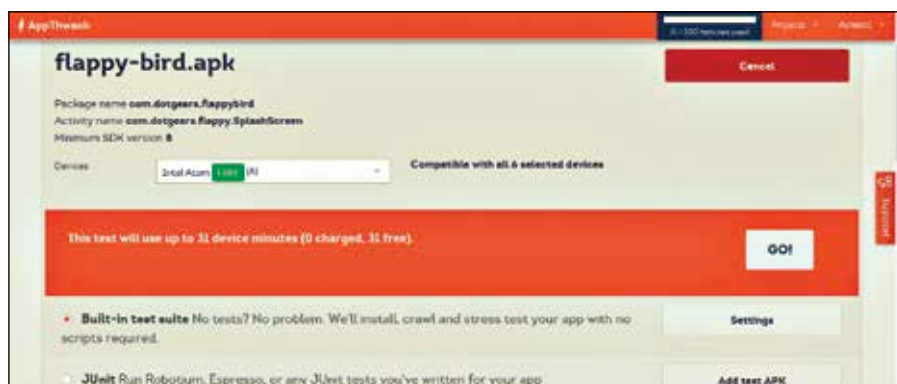 AppThwack
flappy-bird.apk
Cancel
Package name com.dotgears.flappybird
Activity name com.dotgears.flappy.SplashScreen
Minimum SDK version 8
Devices
Intel Atom (6)
Compatible with all 6 selected devices
This test will use up to 31 device minutes (0 charged, 31 free).
GO!
Built-in test suite No tests? No problem. We'll install, crawl and stress test your app with no
scripts required.
Settings
JUnit Run Robotium, Espresso, or any JUnit tests you've written for your app
Add test APK